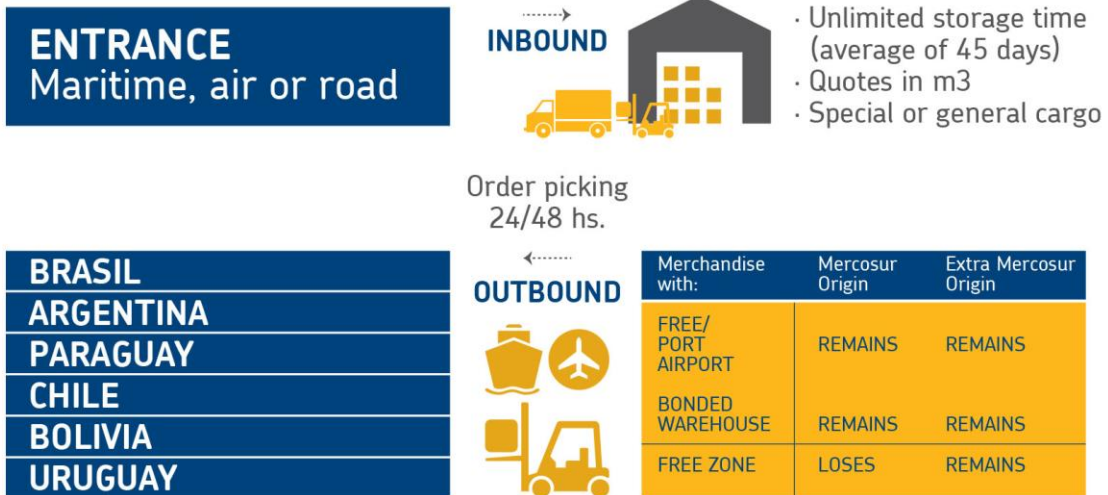 ENTRANCE
Maritime, air or road
INBOUND
· Unlimited storage time
(average of 45 days)
· Quotes in m3
· Special or general cargo
Order picking
24/48 hs.
BRASIL
ARGENTINA
PARAGUAY
CHILE
BOLIVIA
URUGUAY
OUTBOUND
Merchandise with: Mercosur Origin Extra Mercosur Origin
FREE/
PORT
AIRPORT REMAINS REMAINS
BONDED
WAREHOUSE REMAINS REMAINS
FREE ZONE LOSES REMAINS